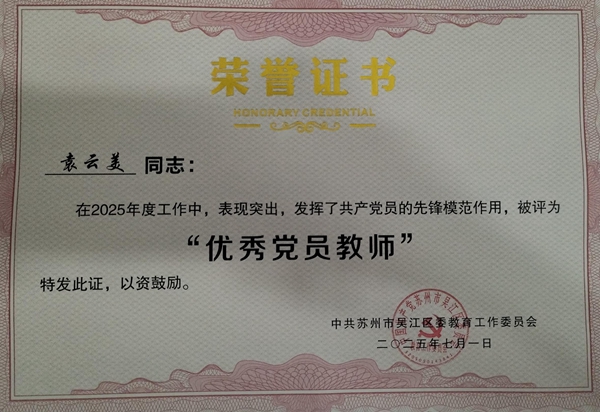 荣誉证书
HONORARY CREDENTIAL
袁云美 同志：
在2025年度工作中，表现突出，发挥了共产党员的先锋模范作用，被评为
“优秀党员教师”
特发此证，以资鼓励。
中共苏州市吴江区委教育工作委员会
二〇二五年七月一日